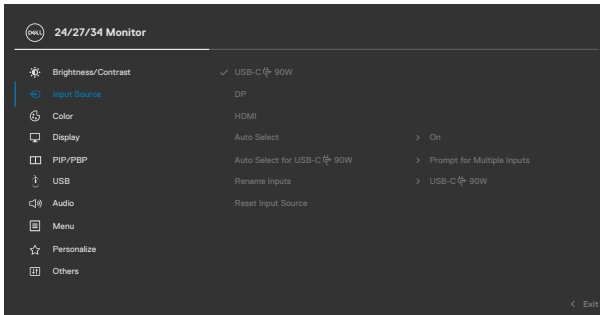 DELL 24/27/34 Monitor
Brightness/Contrast ✓ USB-C 90W
Input Source DP
Color HDMI
Display Auto Select > On
PIP/PBP Auto Select for USB-C 90W > Prompt for Multiple Inputs
USB Rename Inputs > USB-C 90W
Audio Reset Input Source
Menu
Personalize
Others
< Exit